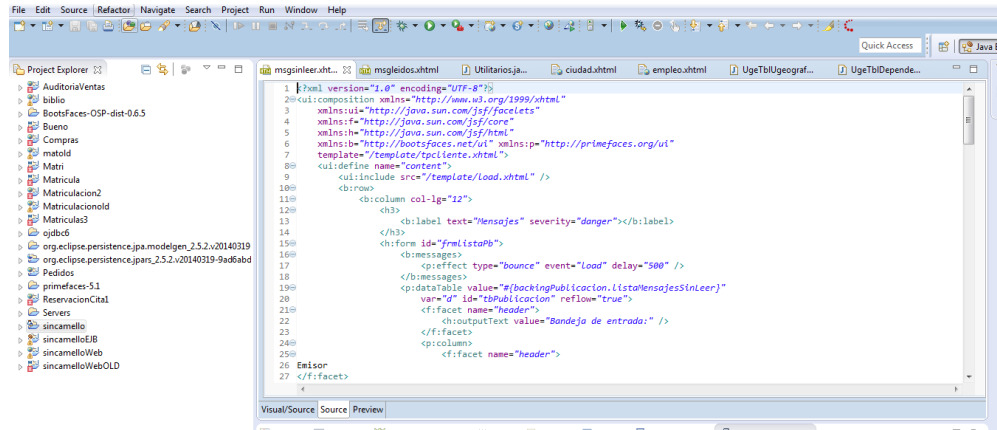 File Edit Source Refactor Navigate Search Project Run Window Help
Quick Access
Java E
Project Explorer
AuditoriaVentas
biblio
BootsFaces-OSP-dist-0.6.5
Bueno
Compras
matold
Matri
Matricula
Matriculacion2
Matriculacionold
Matriculas3
ojdbc6
org.eclipse.persistence.jpa.modelgen_2.5.2.v20140319
org.eclipse.persistence.jpars_2.5.2.v20140319-9ad6abd
Pedidos
primefaces-5.1
ReservacionCita1
Servers
sincamello
sincamelloEJB
sincamelloWeb
sincamelloWebOLD
msgsinleer.xht... msgleidos.xhtml Utilitarios.ja... ciudad.xhtml empleo.xhtml UgeTblUgeograf... UgeTblDepende...
1 <?xml version="1.0" encoding="UTF-8"?>
2 <ui:composition xmlns="http://www.w3.org/1999/xhtml"
3 xmlns:ui="http://java.sun.com/jsf/facelets"
4 xmlns:f="http://java.sun.com/jsf/core"
5 xmlns:h="http://java.sun.com/jsf/html"
6 xmlns:b="http://bootsfaces.net/ui" xmlns:p="http://primefaces.org/ui"
7 template="/template/tpcliente.xhtml">
8 <ui:define name="content">
9 <ui:include src="/template/load.xhtml" />
10 <b:row>
11 <b:column col-lg="12">
12 <h3>
13 <b:label text="Mensajes" severity="danger"></b:label>
14 </h3>
15 <h:form id="frmlistaPb">
16 <b:messages>
17 <p:effect type="bounce" event="load" delay="500" />
18 </b:messages>
19 <p:dataTable value="#{backingPublicacion.listaMensajesSinLeer}"
20 var="d" id="tbPublicacion" reflow="true">
21 <f:facet name="header">
22 <h:outputText value="Bandeja de entrada:" />
23 </f:facet>
24 <p:column>
25 <f:facet name="header">
26 Emisor
27 </f:facet>
Visual/Source Source Preview